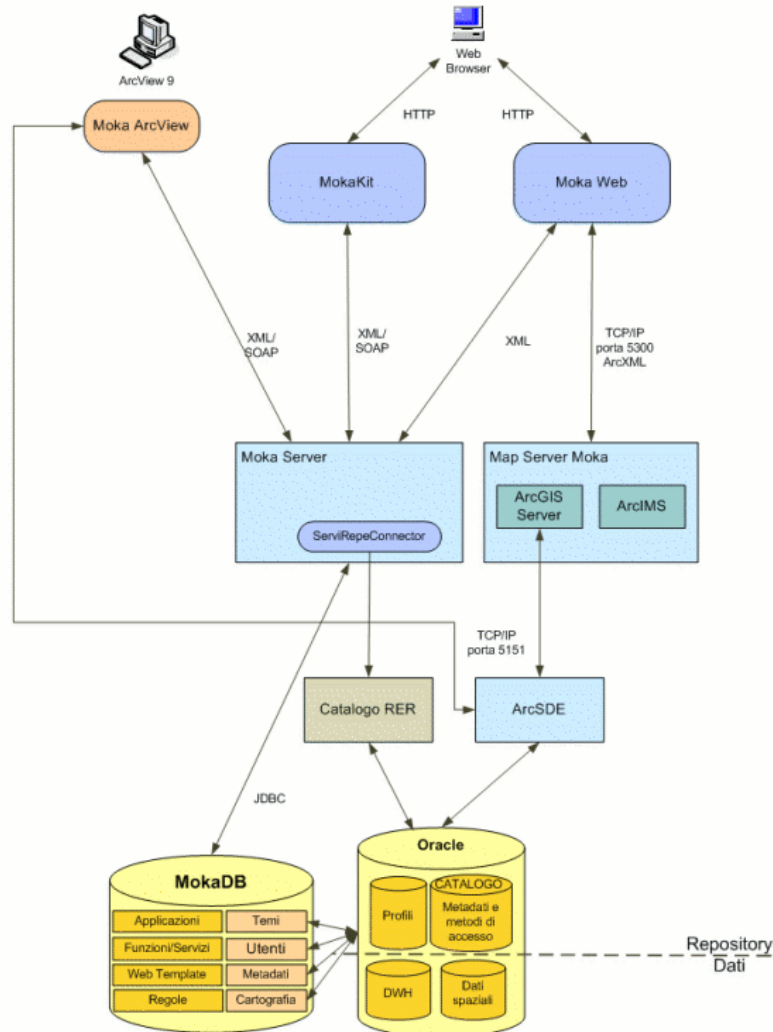 ArcView 9
Web
Browser
Moka ArcView
HTTP
HTTP
MokaKit
Moka Web
XML/
SOAP
XML/
SOAP
XML
TCP/IP
porta 5300
ArcXML
Moka Server
Map Server Moka
ArcGIS
Server
ArcIMS
ServiRepeConnector
TCP/IP
porta 5151
Catalogo RER
ArcSDE
JDBC
Oracle
MokaDB
Profili
CATALOGO
Metadati e
metodi di
accesso
Applicazioni
Temi
Funzioni/Servizi
Utenti
Web Template
Metadati
Regole
Cartografia
DWH
Dati
spaziali
Repository
Dati